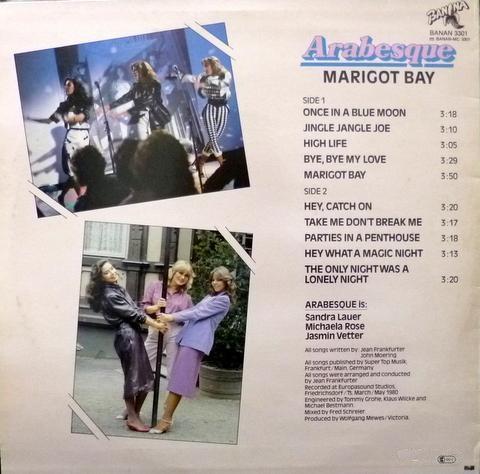 BANANA
BANAN 3301
Arabesque
MARIGOT BAY
SIDE 1
ONCE IN A BLUE MOON 3:18
JINGLE JANGLE JOE 3:10
HIGH LIFE 3:05
BYE, BYE MY LOVE 3:29
MARIGOT BAY 3:50
SIDE 2
HEY, CATCH ON 3:20
TAKE ME DON'T BREAK ME 3:17
PARTIES IN A PENTHOUSE 3:18
HEY WHAT A MAGIC NIGHT 3:13
THE ONLY NIGHT WAS A
LONELY NIGHT 3:20
ARABESQUE is:
Sandra Lauer
Michaela Rose
Jasmin Vetter
All songs written by: Jean Frankfurter
John Moering
All songs published by Super Top Musik,
Frankfurt/Main, Germany
All songs were arranged and conducted
by Jean Frankfurter
Recorded at Europasound Studios,
Friedrichsdorf/Ts. March/May 1980
Engineered by Tommy Grohe, Klaus Wilcke and
Michael Bestmann.
Mixed by Fred Schreier
Produced by Wolfgang Mewes/Victoria.